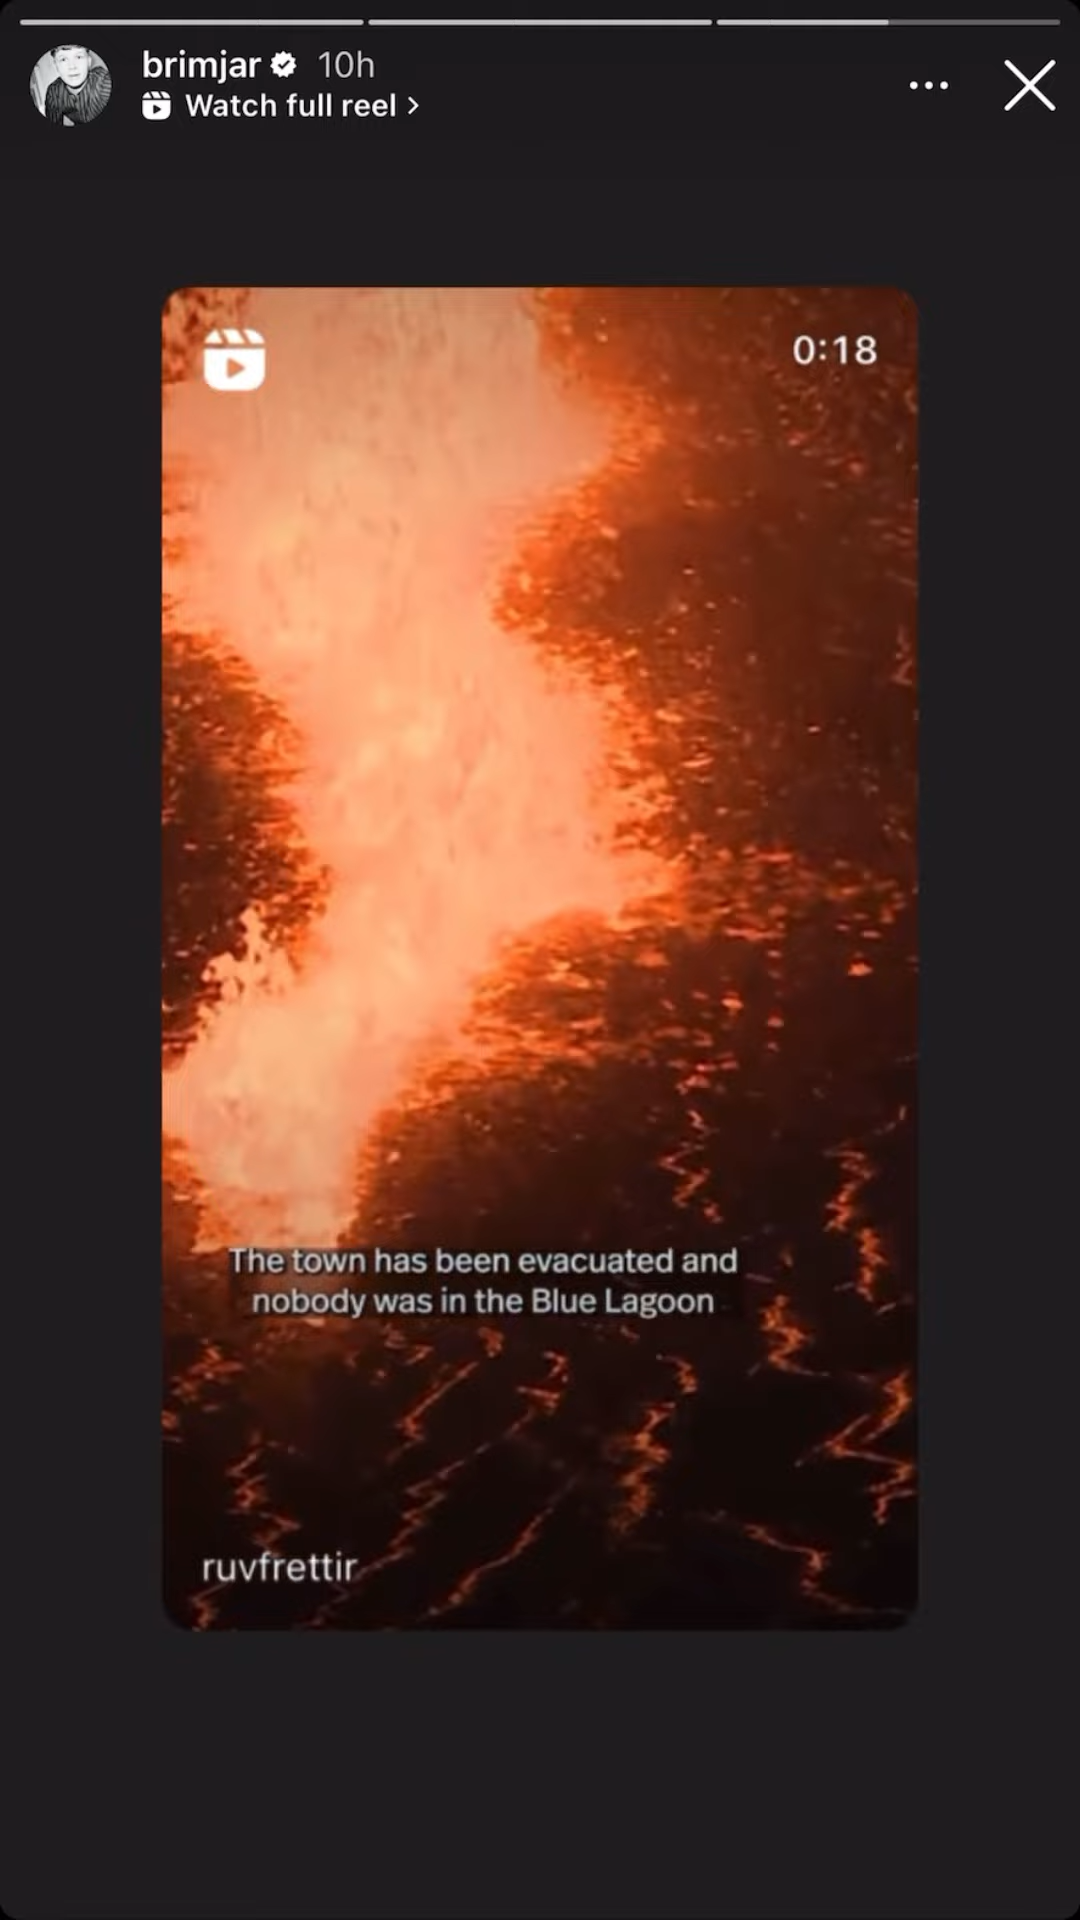 brimjar 10h
Watch full reel >
0:18
The town has been evacuated and
nobody was in the Blue Lagoon
ruvfrettir